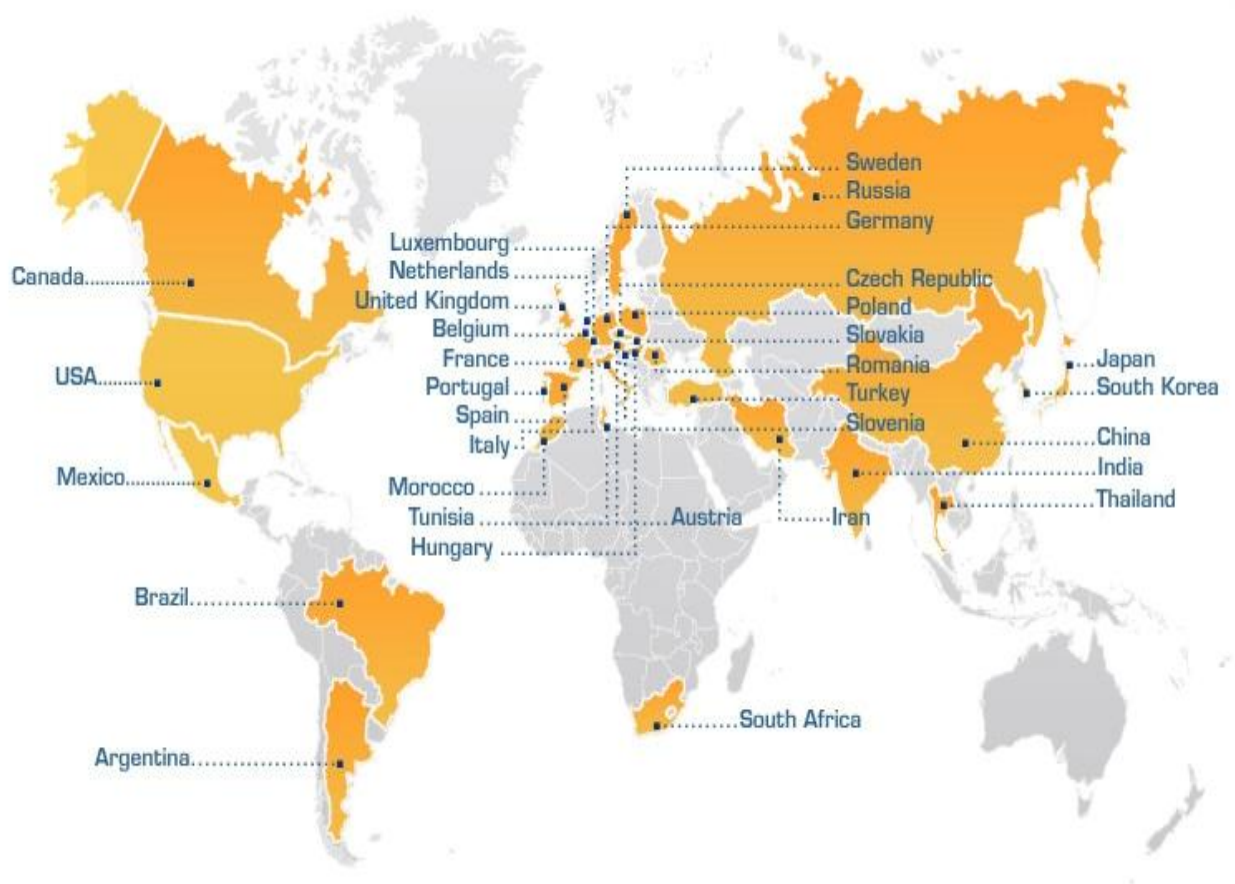 Sweden
Russia
Germany
Luxembourg
Netherlands
Canada
Czech Republic
United Kingdom
Poland
Belgium
Slovakia
France
Romania
Japan
USA
Portugal
Turkey
South Korea
Spain
Slovenia
Italy
China
Mexico
India
Morocco
Thailand
Tunisia
Austria
Iran
Hungary
Brazil
South Africa
Argentina